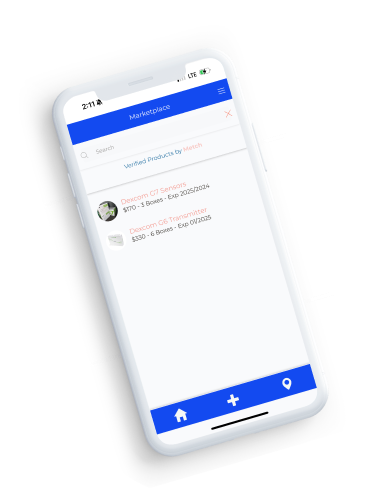 2:11
LTE
Marketplace
Search
Verified Products by
Dexcom G7 Sensors
$170 - 3 Boxes - Exp 2025/2024
Dexcom G6 Transmitter
$330 - 6 Boxes - Exp 01/2025